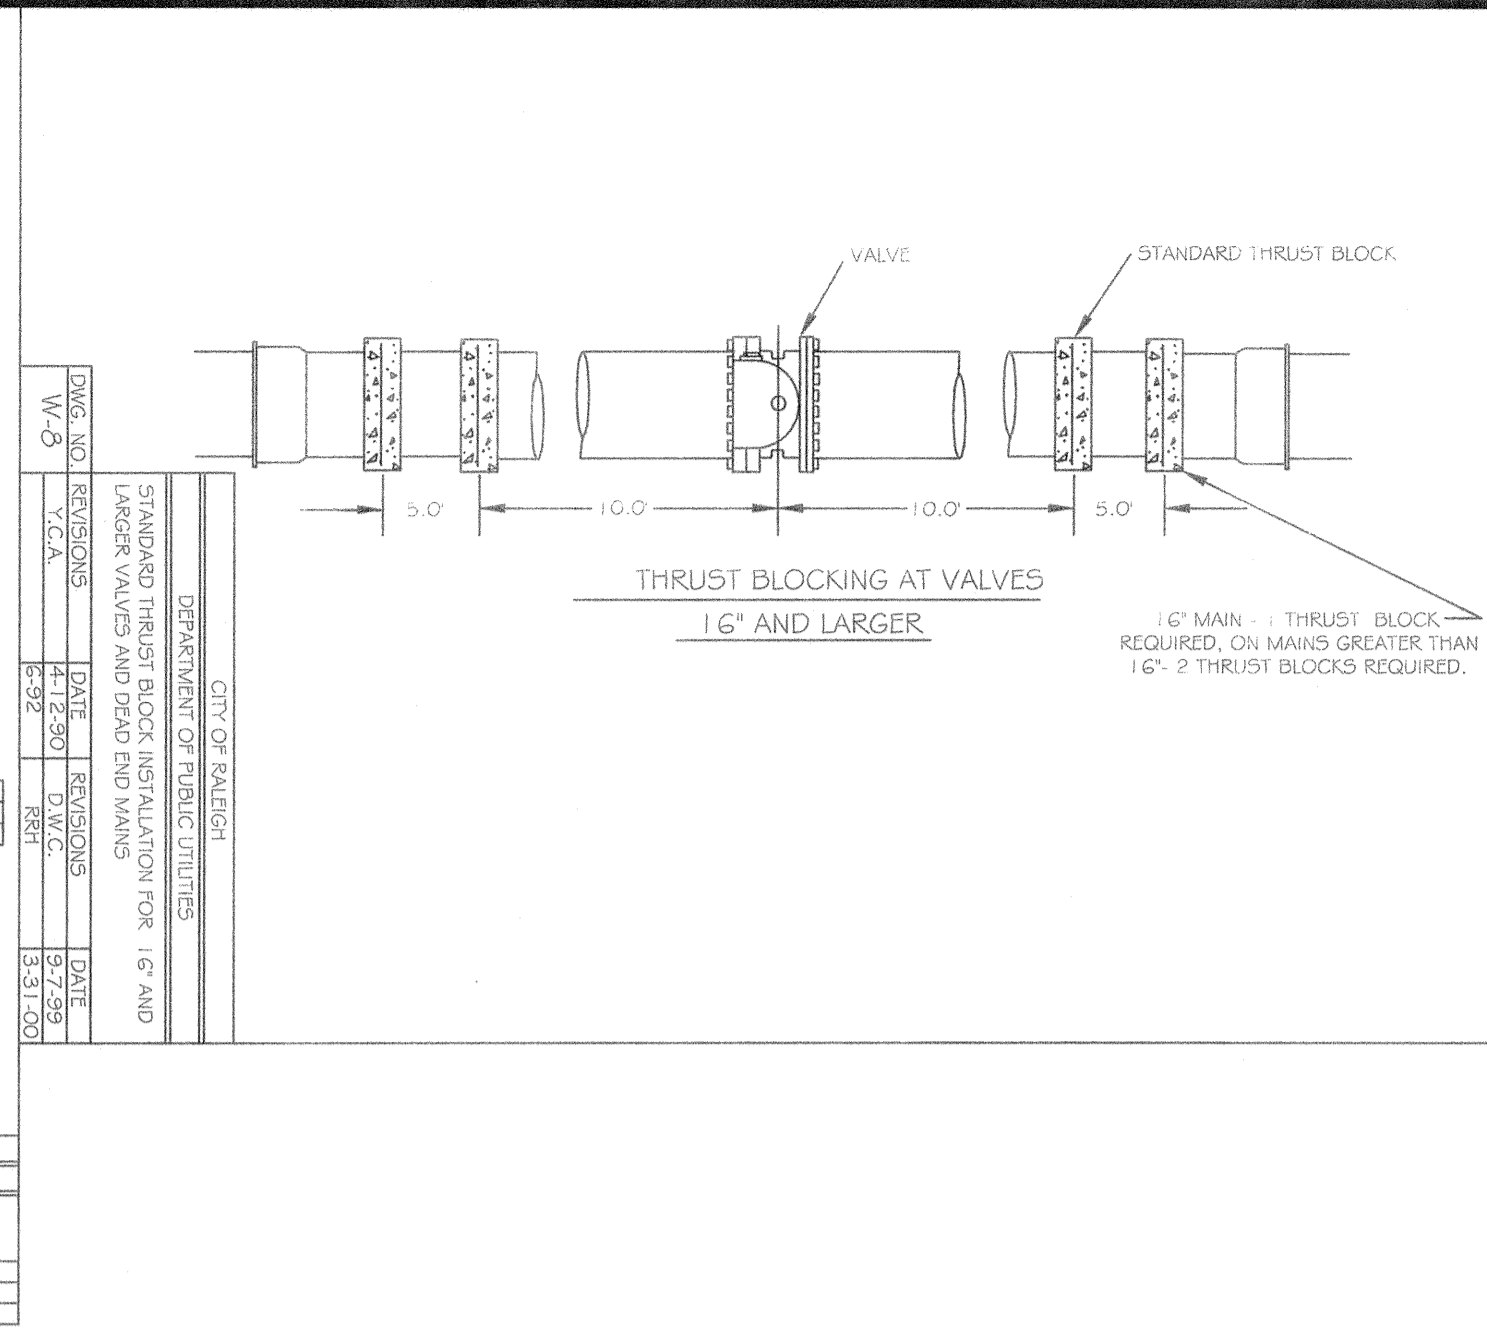 VALVE
STANDARD THRUST BLOCK
5.0'
10.0'
10.0'
5.0'
THRUST BLOCKING AT VALVES
16" AND LARGER
16" MAIN - 1 THRUST BLOCK
REQUIRED, ON MAINS GREATER THAN
16"- 2 THRUST BLOCKS REQUIRED.
CITY OF RALEIGH
DEPARTMENT OF PUBLIC UTILITIES
STANDARD THRUST BLOCK INSTALLATION FOR 16" AND
LARGER VALVES AND DEAD END MAINS
DWG. NO. REVISIONS DATE REVISIONS DATE
W-8 Y.C.A. 4-12-90 D.W.C. 9-7-99
6-92 RRH 3-31-00